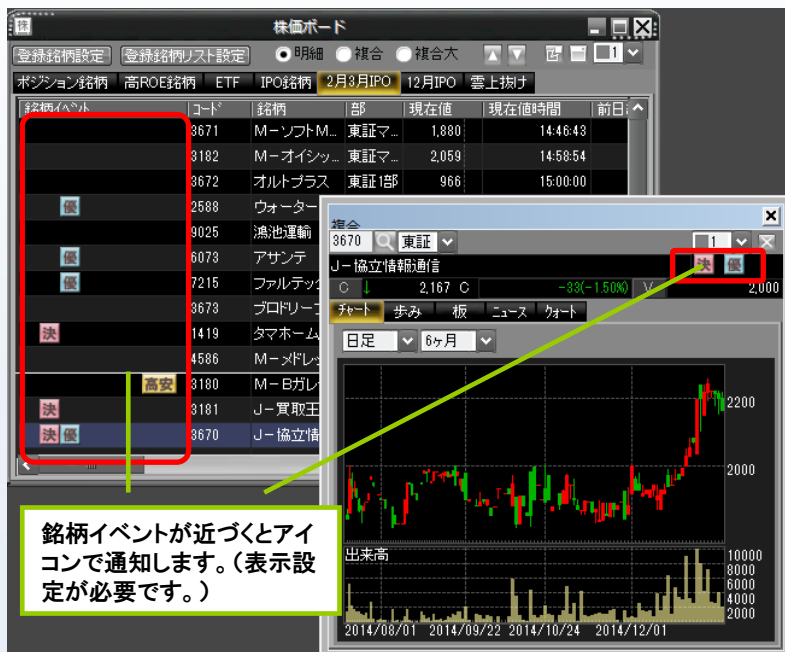 株 株価ボード
登録銘柄設定 登録銘柄リスト設定 明細 複合 複合大 1
ポジション銘柄 高ROE銘柄 ETF IPO銘柄 2月3月IPO 12月IPO 雲上抜け
銘柄イベント コード 銘柄 部 現在値 現在値時間 前日
3671 M-ソフトM... 東証マ... 1,880 14:46:43
3182 M-オイシッ... 東証マ... 2,059 14:58:54
3672 オルトプラス 東証1部 966 15:00:00
優 2588 ウォーター
9025 鴻池運輸
優 6073 アサンテ
優 7215 ファルテッ
3673 ブロドリー
決 1419 タマホーム
4586 M-メドレッ
高安 3180 M-Bガレ
決 3181 J-買取王
決 優 3670 J-協立情
複合
3670 東証 1
J-協立情報通信 決 優
C ↓ 2,167 C -33(-1.50%) V 2,000
チャート 歩み 板 ニュース クォート
日足 6ヶ月
2200
2000
出来高
10000
8000
6000
4000
2000
2014/08/01 2014/09/22 2014/10/24 2014/12/01
銘柄イベントが近づくとアイ
コンで通知します。(表示設
定が必要です。)